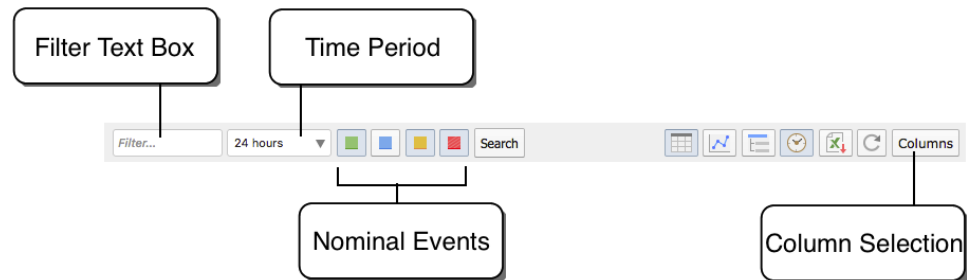 Filter Text Box
Time Period
Filter...
24 hours
Search
Columns
Nominal Events
Column Selection